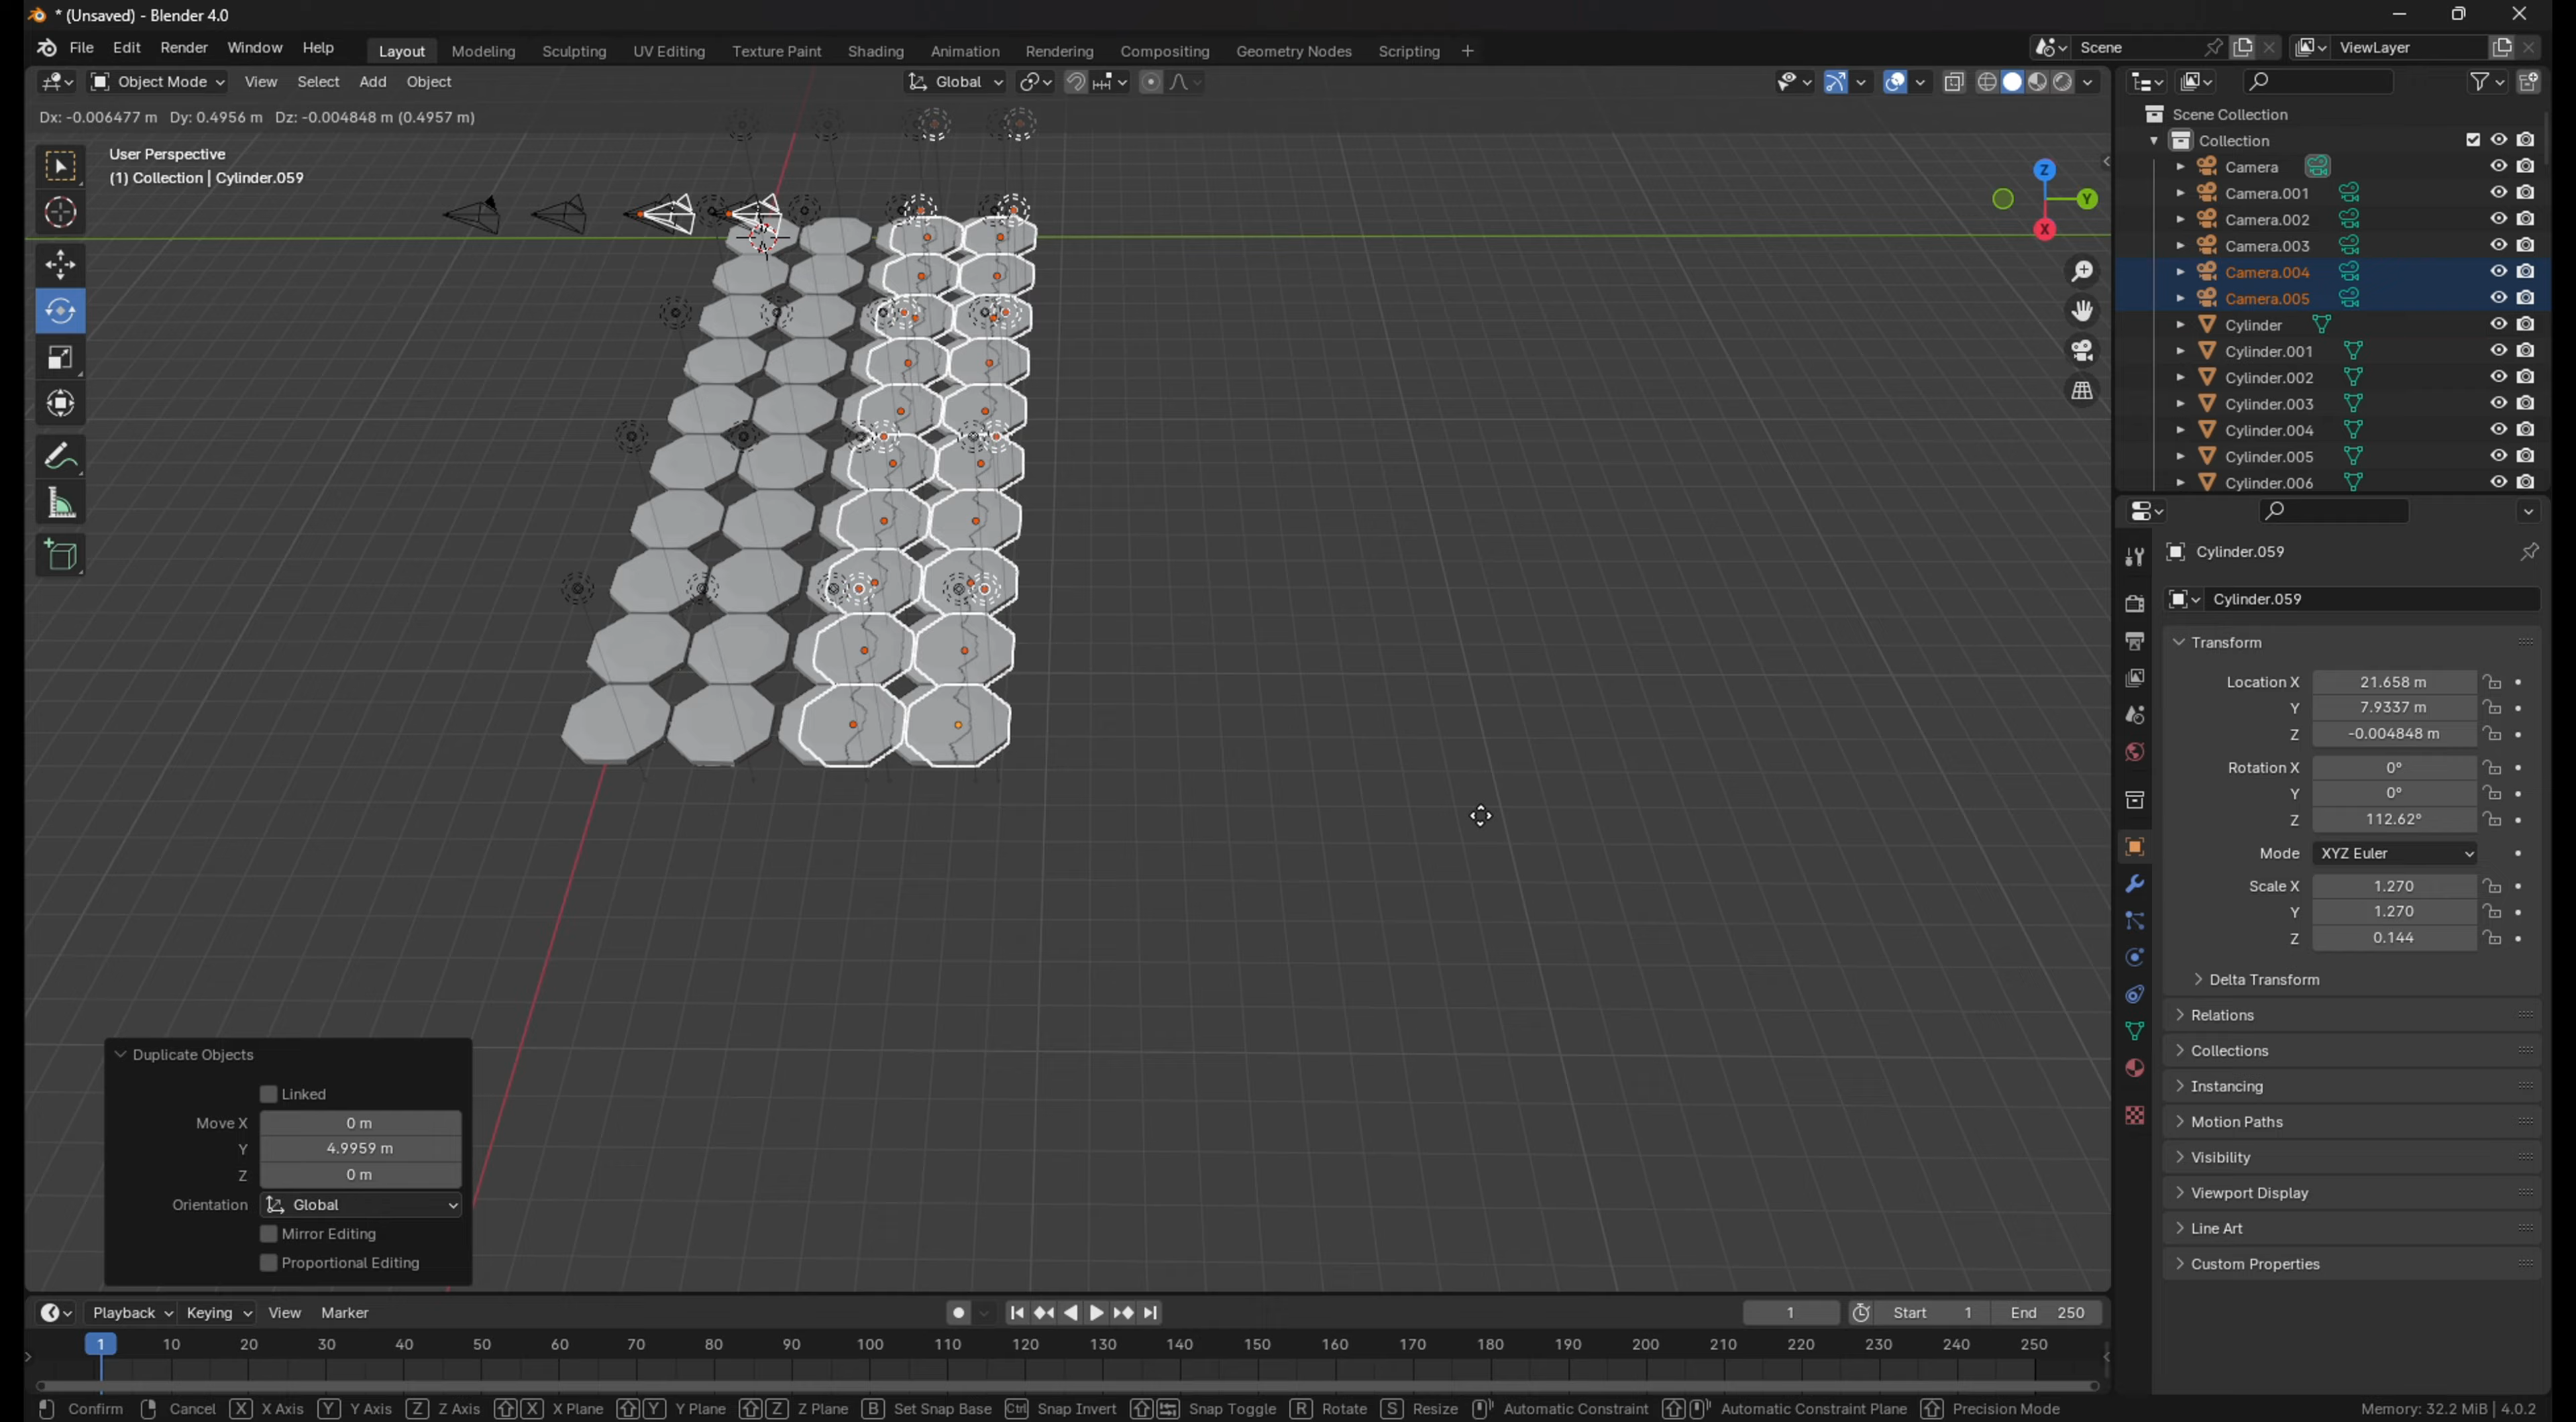 * (Unsaved) - Blender 4.0
File Edit Render Window Help Layout Modeling Sculpting UV Editing Texture Paint Shading Animation Rendering Compositing Geometry Nodes Scripting + Scene ViewLayer
Object Mode View Select Add Object Global
Dx: -0.006477 m Dy: 0.4956 m Dz: -0.004848 m (0.4957 m)
User Perspective
(1) Collection | Cylinder.059
Z
Y
X
Scene Collection
Collection
Camera
Camera.001
Camera.002
Camera.003
Camera.004
Camera.005
Cylinder
Cylinder.001
Cylinder.002
Cylinder.003
Cylinder.004
Cylinder.005
Cylinder.006
Cylinder.059
Cylinder.059
Transform
Location X 21.658 m
Y 7.9337 m
Z -0.004848 m
Rotation X 0°
Y 0°
Z 112.62°
Mode XYZ Euler
Scale X 1.270
Y 1.270
Z 0.144
Delta Transform
Relations
Collections
Instancing
Motion Paths
Visibility
Viewport Display
Line Art
Custom Properties
Duplicate Objects
Linked
Move X 0 m
Y 4.9959 m
Z 0 m
Orientation Global
Mirror Editing
Proportional Editing
Playback Keying View Marker 1 Start 1 End 250
1 10 20 30 40 50 60 70 80 90 100 110 120 130 140 150 160 170 180 190 200 210 220 230 240 250
Confirm Cancel X X Axis Y Y Axis Z Z Axis X X Plane Y Y Plane Z Z Plane B Set Snap Base Ctrl Snap Invert Snap Toggle R Rotate S Resize Automatic Constraint Automatic Constraint Plane Precision Mode Memory: 32.2 MiB | 4.0.2